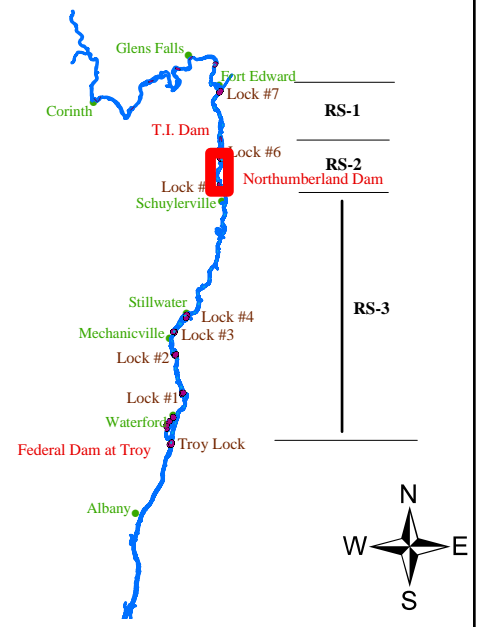 Glens Falls
Fort Edward
Lock #7
Corinth
RS-1
T.I. Dam
Lock #6
RS-2
Northumberland Dam
Lock #
Schuylerville
Stillwater
RS-3
Lock #4
Mechanicville
Lock #3
Lock #2
Lock #1
Waterford
Troy Lock
Federal Dam at Troy
Albany
N
W
E
S